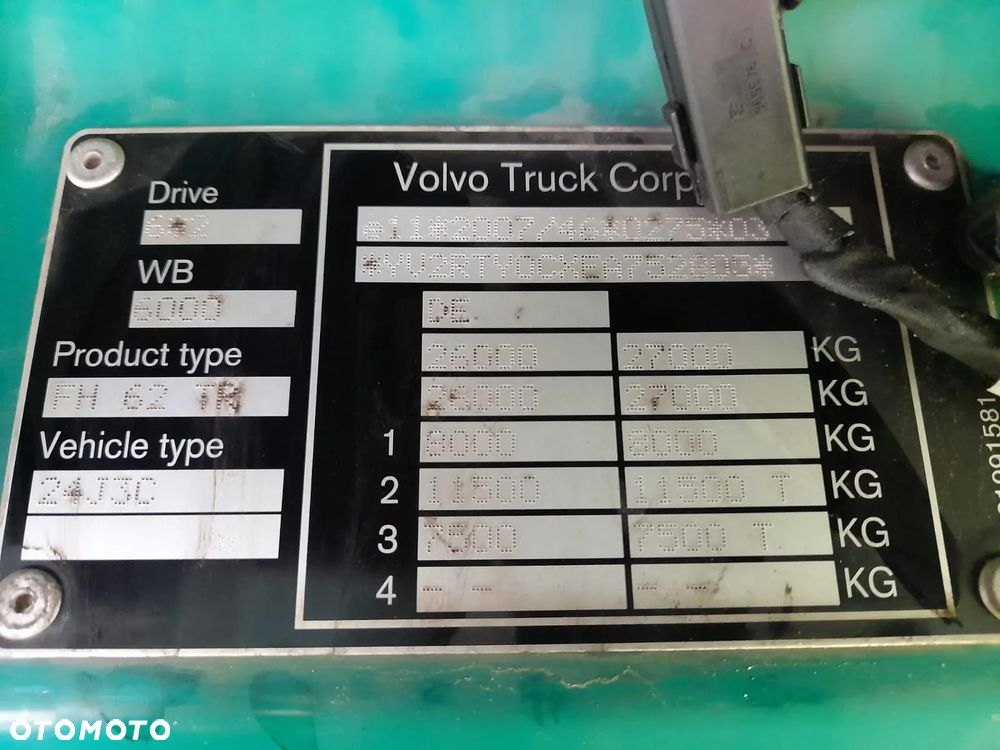 Volvo Truck Corp
Drive
6*2
e11*2007/46*0275*03
*YV2RTY0CXEA752805*
WB
6000
DE
Product type
26000 27000 KG
FH 62 TR
26000 27000 KG
Vehicle type
1 8000 8000 KG
24J3C
2 11500 11500 T KG
3 7500 7500 T KG
4 -- -- KG
OTOMOTO